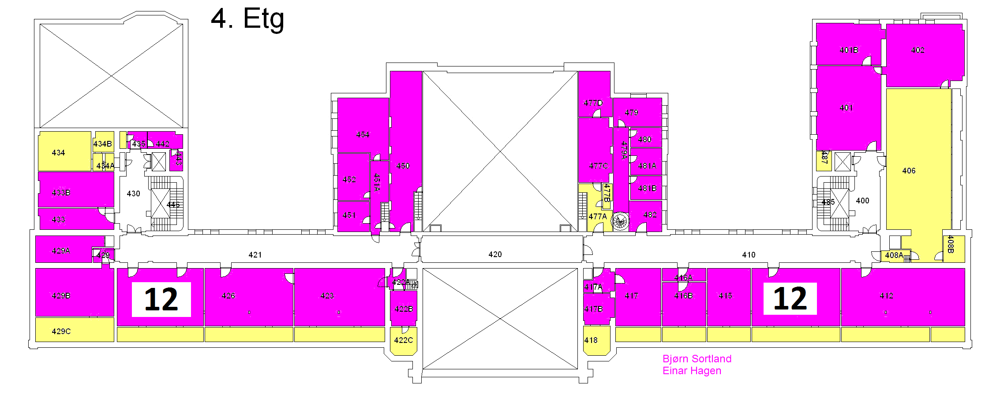 4. Etg
401B
402
477D
479
401
454
480
434B
435
442
434
443
479A
487
434A
450
477C
481A
406
452
451A
433B
430
477B
481B
446
485
400
433
451
477A
482
429A
429
421
420
410
408A
408B
422A
416A
417A
429B
12
426
423
417
416B
415
12
412
422B
417B
429C
422C
418
Bjørn Sortland
Einar Hagen